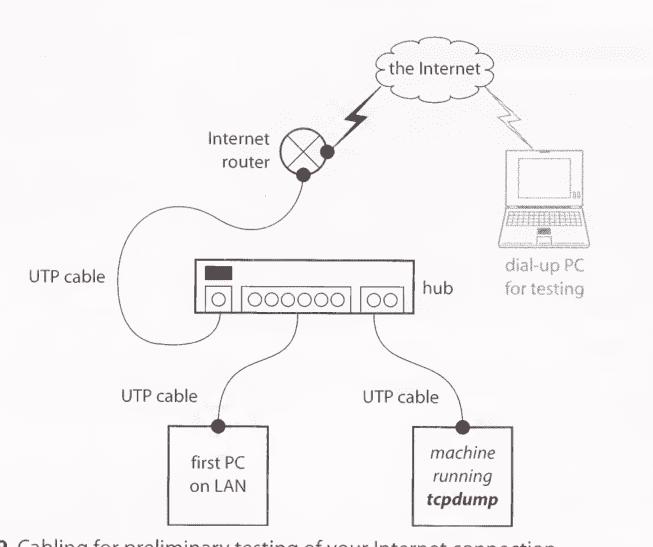 the Internet
Internet
router
UTP cable
hub
dial-up PC
for testing
UTP cable
UTP cable
first PC
on LAN
machine
running
tcpdump
Cabling for preliminary testing of your Internet connection